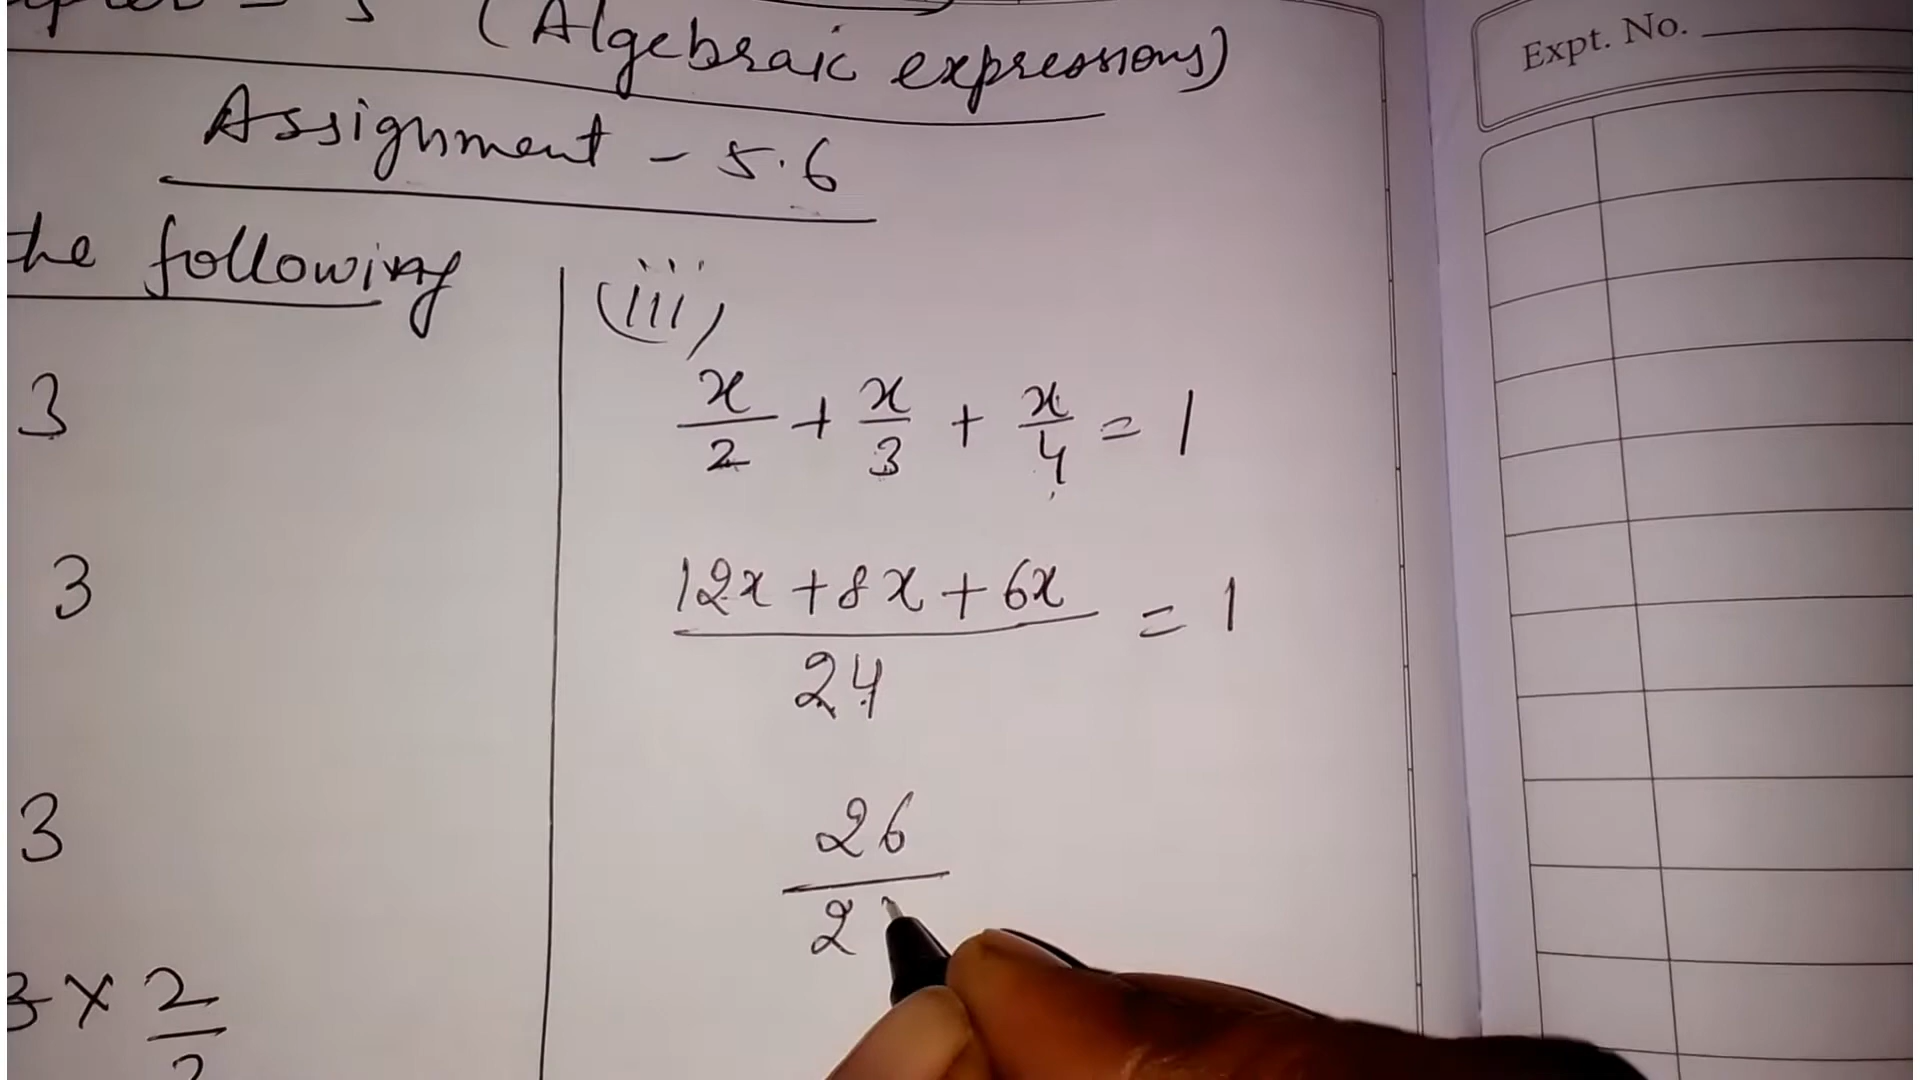 (Algebraic expressions)
Assignment - 5.6
the following
3
3
3
3 × 2/2
(iii)
x/2 + x/3 + x/4 = 1
12x + 8x + 6x / 24 = 1
26 / 2
Expt. No.